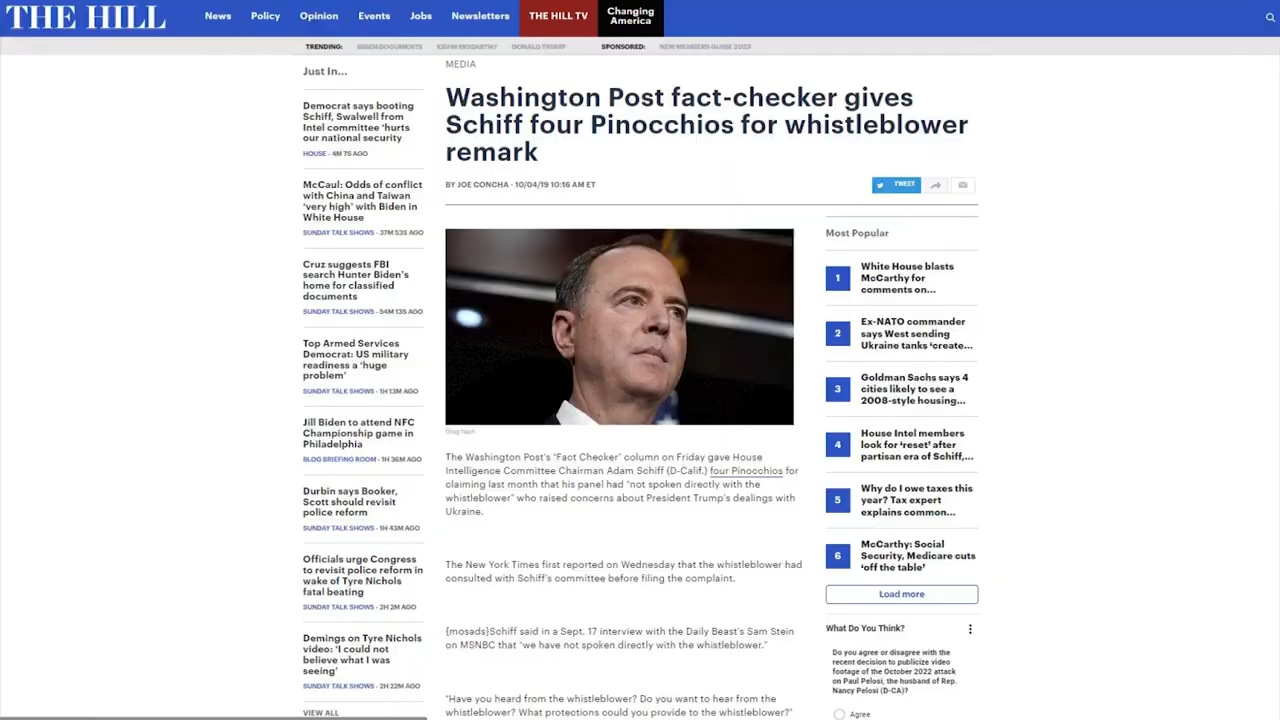 THE HILL
News Policy Opinion Events Jobs Newsletters THE HILL TV Changing
America
TRENDING: BIDEN DOCUMENTS KEVIN MCCARTHY DONALD TRUMP SPONSORED: NEW MEMBERS GUIDE 2023
Just In...
Democrat says booting
Schiff, Swalwell from
Intel committee ‘hurts
our national security
HOUSE - 4M 7S AGO
McCaul: Odds of conflict
with China and Taiwan
‘very high’ with Biden in
White House
SUNDAY TALK SHOWS - 37M 53S AGO
Cruz suggests FBI
search Hunter Biden’s
home for classified
documents
SUNDAY TALK SHOWS - 54M 13S AGO
Top Armed Services
Democrat: US military
readiness a ‘huge
problem’
SUNDAY TALK SHOWS - 1H 13M AGO
Jill Biden to attend NFC
Championship game in
Philadelphia
BLOG BRIEFING ROOM - 1H 36M AGO
Durbin says Booker,
Scott should revisit
police reform
SUNDAY TALK SHOWS - 1H 43M AGO
Officials urge Congress
to revisit police reform in
wake of Tyre Nichols
fatal beating
SUNDAY TALK SHOWS - 2H 2M AGO
Demings on Tyre Nichols
video: ‘I could not
believe what I was
seeing’
SUNDAY TALK SHOWS - 2H 22M AGO
VIEW ALL
MEDIA
Washington Post fact-checker gives
Schiff four Pinocchios for whistleblower
remark
BY JOE CONCHA - 10/04/19 10:16 AM ET
TWEET
Greg Nash
The Washington Post’s “Fact Checker” column on Friday gave House
Intelligence Committee Chairman Adam Schiff (D-Calif.) four Pinocchios for
claiming last month that his panel had “not spoken directly with the
whistleblower” who raised concerns about President Trump’s dealings with
Ukraine.
The New York Times first reported on Wednesday that the whistleblower had
consulted with Schiff’s committee before filing the complaint.
{mosads}Schiff said in a Sept. 17 interview with the Daily Beast’s Sam Stein
on MSNBC that “we have not spoken directly with the whistleblower.”
“Have you heard from the whistleblower? Do you want to hear from the
whistleblower? What protections could you provide to the whistleblower?”
Most Popular
1
White House blasts
McCarthy for
comments on...
2
Ex-NATO commander
says West sending
Ukraine tanks ‘create...
3
Goldman Sachs says 4
cities likely to see a
2008-style housing...
4
House Intel members
look for ‘reset’ after
partisan era of Schiff,...
5
Why do I owe taxes this
year? Tax expert
explains common...
6
McCarthy: Social
Security, Medicare cuts
‘off the table’
Load more
What Do You Think?
Do you agree or disagree with the
recent decision to publicize video
footage of the October 2022 attack
on Paul Pelosi, the husband of Rep.
Nancy Pelosi (D-CA)?
Agree